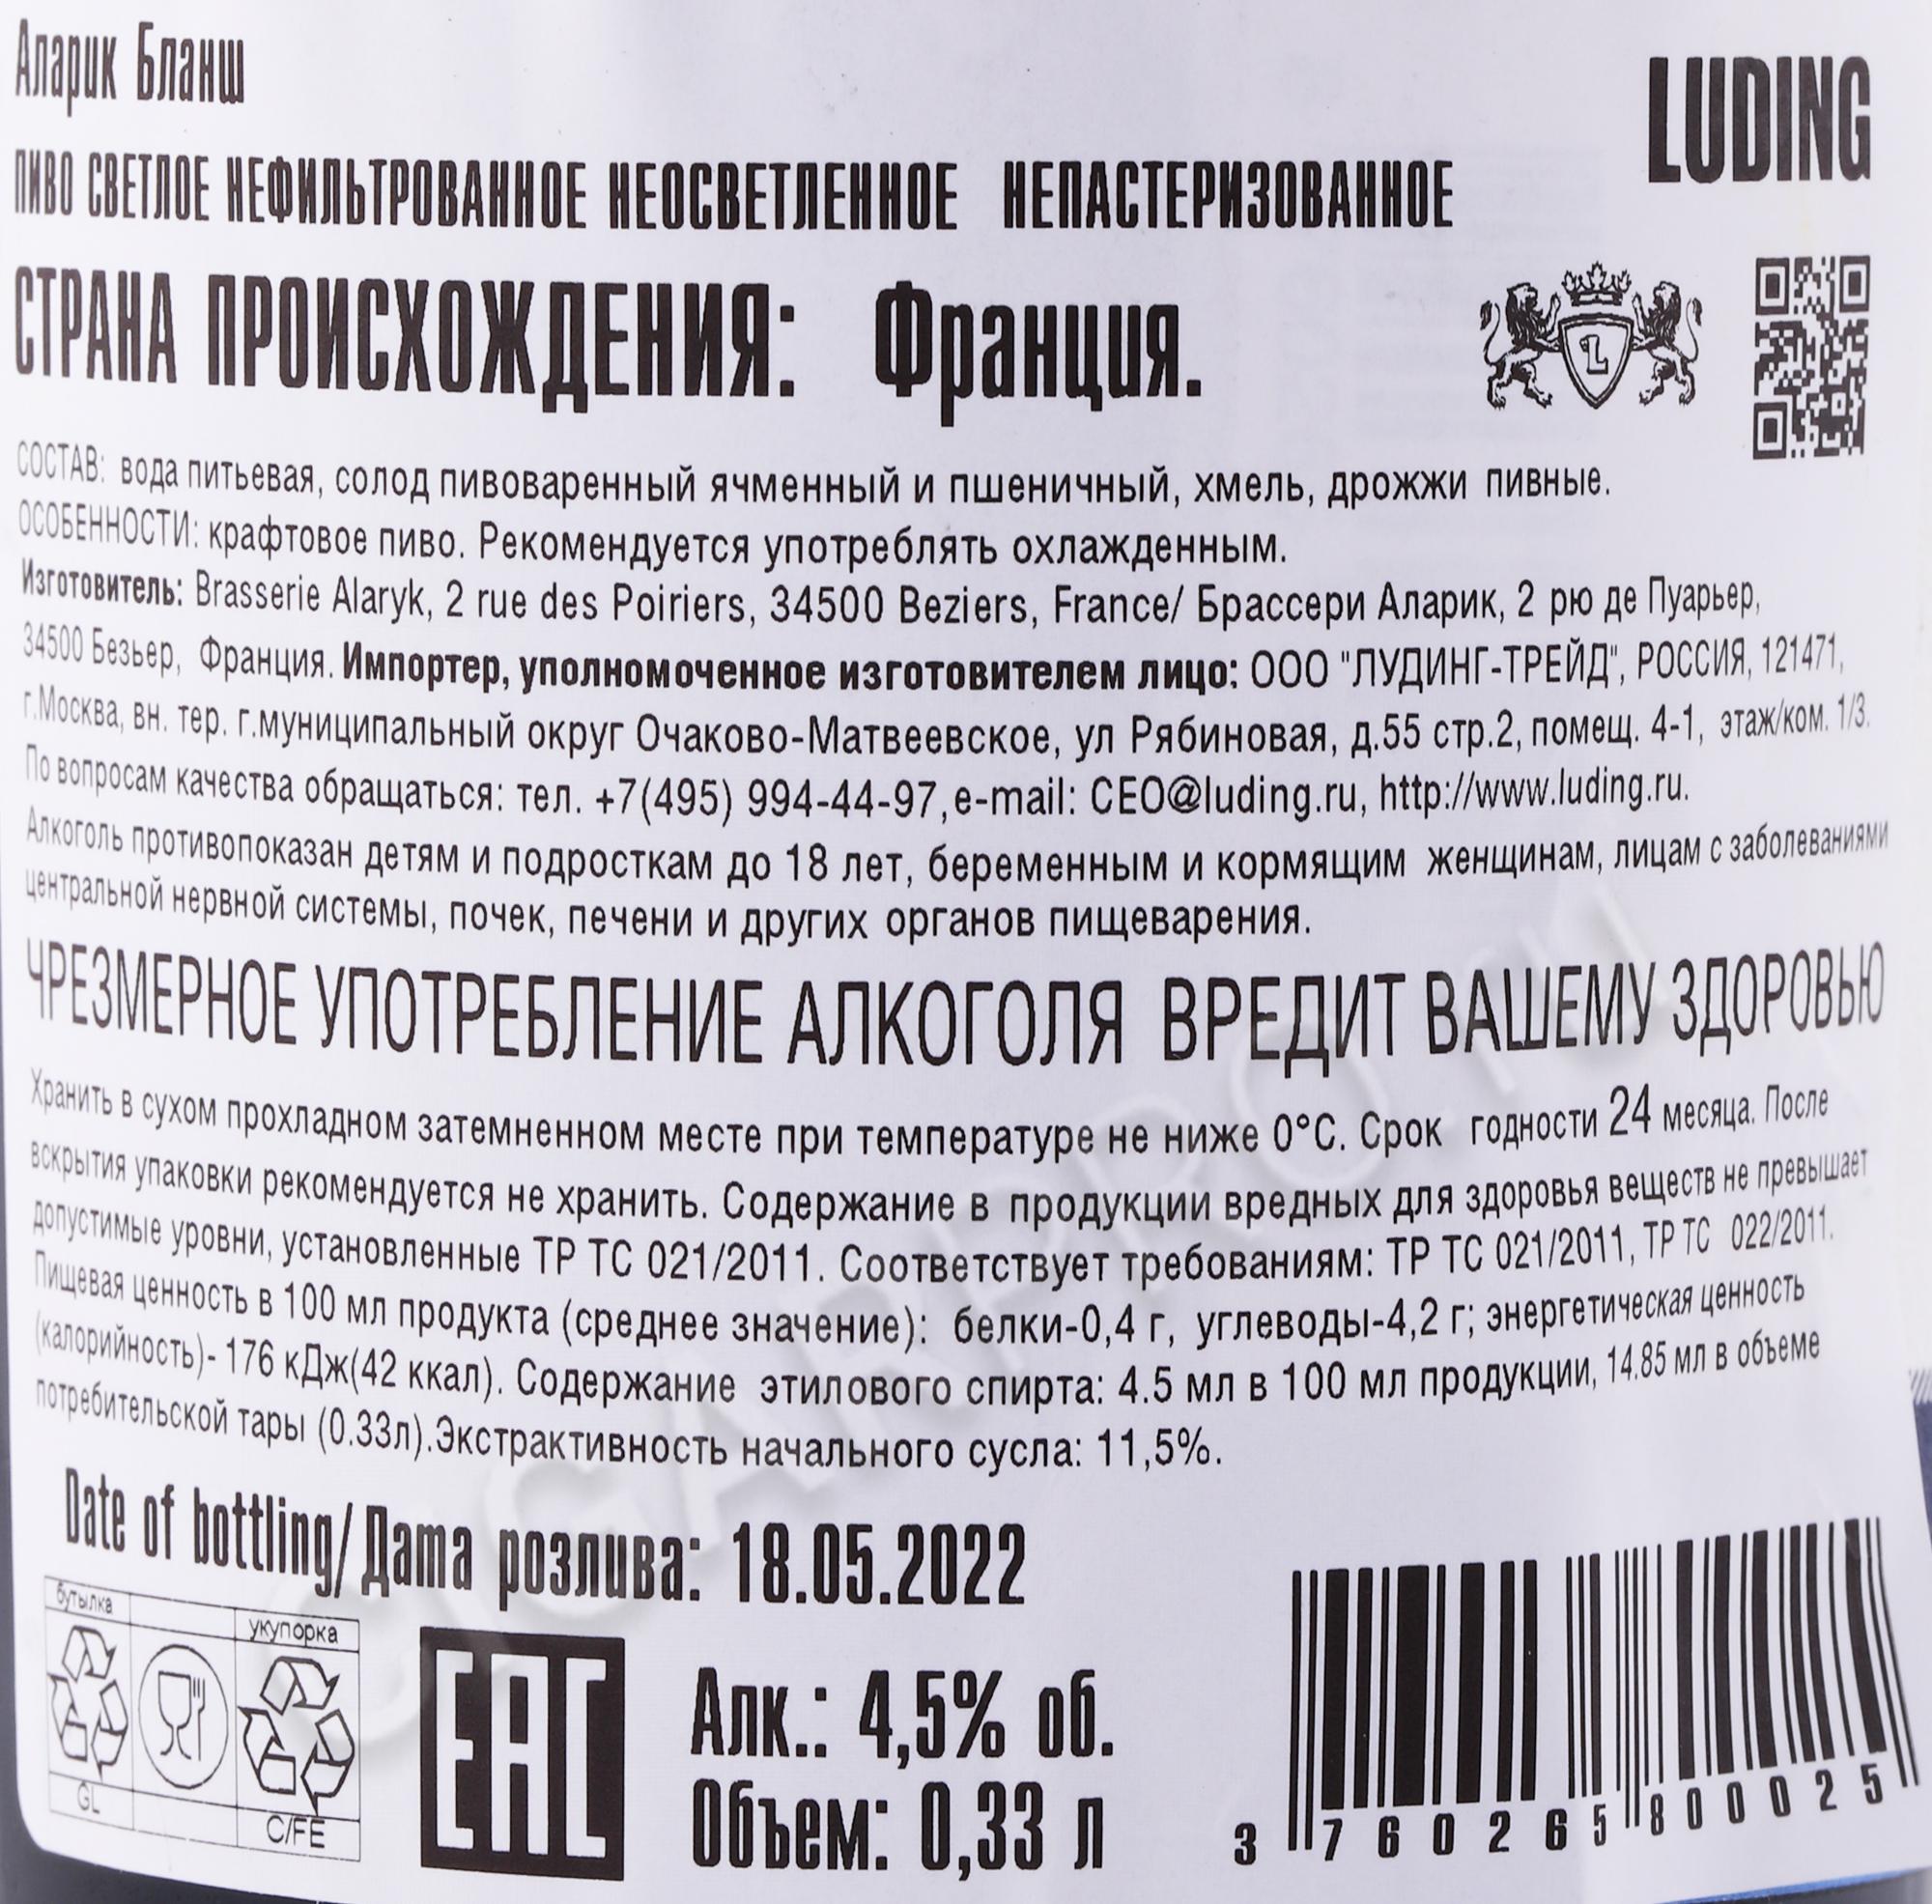 Аларик Бланш
LUDING
ПИВО СВЕТЛОЕ НЕФИЛЬТРОВАННОЕ НЕОСВЕТЛЕННОЕ НЕПАСТЕРИЗОВАННОЕ
СТРАНА ПРОИСХОЖДЕНИЯ: Франция.
L
СОСТАВ: вода питьевая, солод пивоваренный ячменный и пшеничный, хмель, дрожжи пивные.
ОСОБЕННОСТИ: крафтовое пиво. Рекомендуется употреблять охлажденным.
Изготовитель: Brasserie Alaryk, 2 rue des Poiriers, 34500 Beziers, France/ Брассери Аларик, 2 рю де Пуарьер,
34500 Безьер, Франция. Импортер, уполномоченное изготовителем лицо: ООО "ЛУДИНГ-ТРЕЙД", РОССИЯ, 121471,
г.Москва, вн. тер. г.муниципальный округ Очаково-Матвеевское, ул Рябиновая, д.55 стр.2, помещ. 4-1, этаж/ком. 1/3.
По вопросам качества обращаться: тел. +7(495) 994-44-97,e-mail: CEO@luding.ru, http://www.luding.ru.
Алкоголь противопоказан детям и подросткам до 18 лет, беременным и кормящим женщинам, лицам с заболеваниями
центральной нервной системы, почек, печени и других органов пищеварения.
ЧРЕЗМЕРНОЕ УПОТРЕБЛЕНИЕ АЛКОГОЛЯ ВРЕДИТ ВАШЕМУ ЗДОРОВЬЮ
Хранить в сухом прохладном затемненном месте при температуре не ниже 0°С. Срок годности 24 месяца. После
вскрытия упаковки рекомендуется не хранить. Содержание в продукции вредных для здоровья веществ не превышает
допустимые уровни, установленные ТР ТС 021/2011. Соответствует требованиям: ТР ТС 021/2011, ТР ТС 022/2011.
Пищевая ценность в 100 мл продукта (среднее значение): белки-0,4 г, углеводы-4,2 г; энергетическая ценность
(калорийность)- 176 кДж(42 ккал). Содержание этилового спирта: 4.5 мл в 100 мл продукции, 14.85 мл в объеме
потребительской тары (0.33л).Экстрактивность начального сусла: 11,5%.
Date of bottling/ Дата розлива: 18.05.2022
бутылка
укупорка
GL
C/FE
EAC
Алк.: 4,5% об.
Объем: 0,33 л
3 760265 800025
CIGARPRO.ru